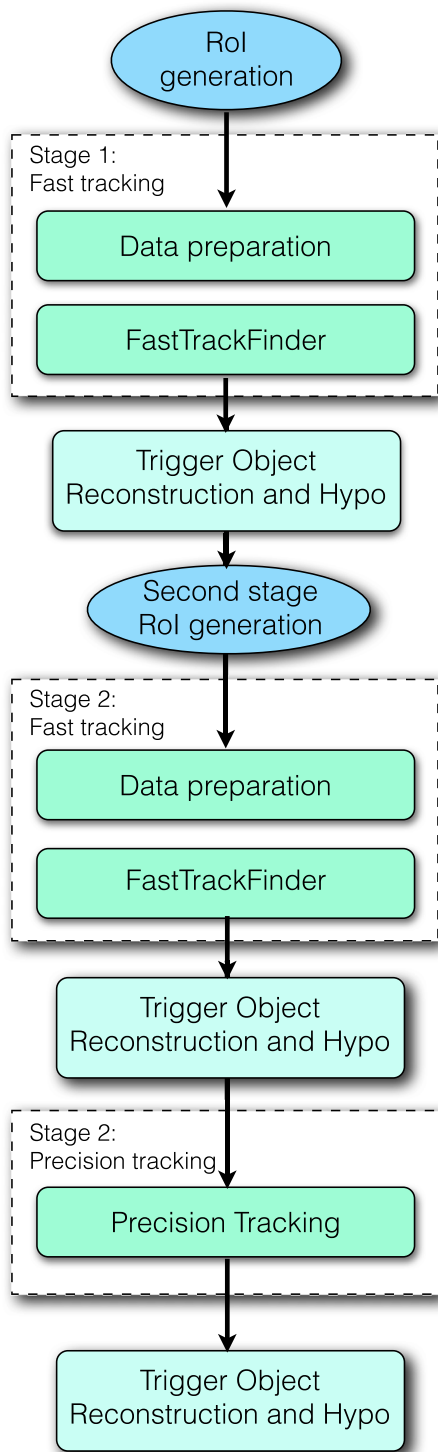 RoI
generation
Stage 1:
Fast tracking
Data preparation
FastTrackFinder
Trigger Object
Reconstruction and Hypo
Second stage
RoI generation
Stage 2:
Fast tracking
Data preparation
FastTrackFinder
Trigger Object
Reconstruction and Hypo
Stage 2:
Precision tracking
Precision Tracking
Trigger Object
Reconstruction and Hypo